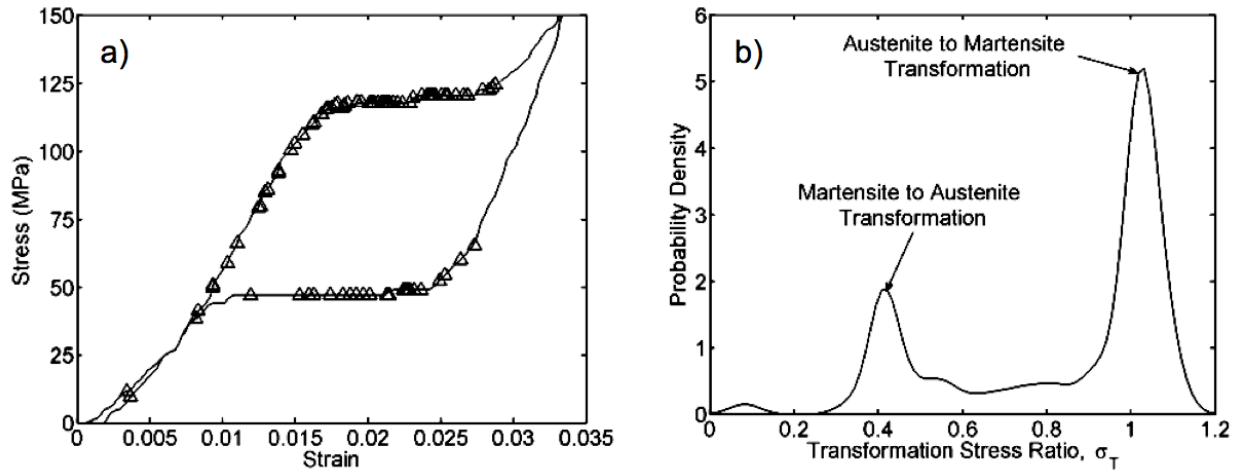 a)
150
125
100
75
50
25
0
Stress (MPa)
0.005
0.01
0.015
0.02
0.025
0.03
0.035
Strain
b)
Austenite to Martensite
Transformation
Martensite to Austenite
Transformation
6
5
4
3
2
1
0
Probability Density
0
0.2
0.4
0.6
0.8
1
1.2
Transformation Stress Ratio, σT